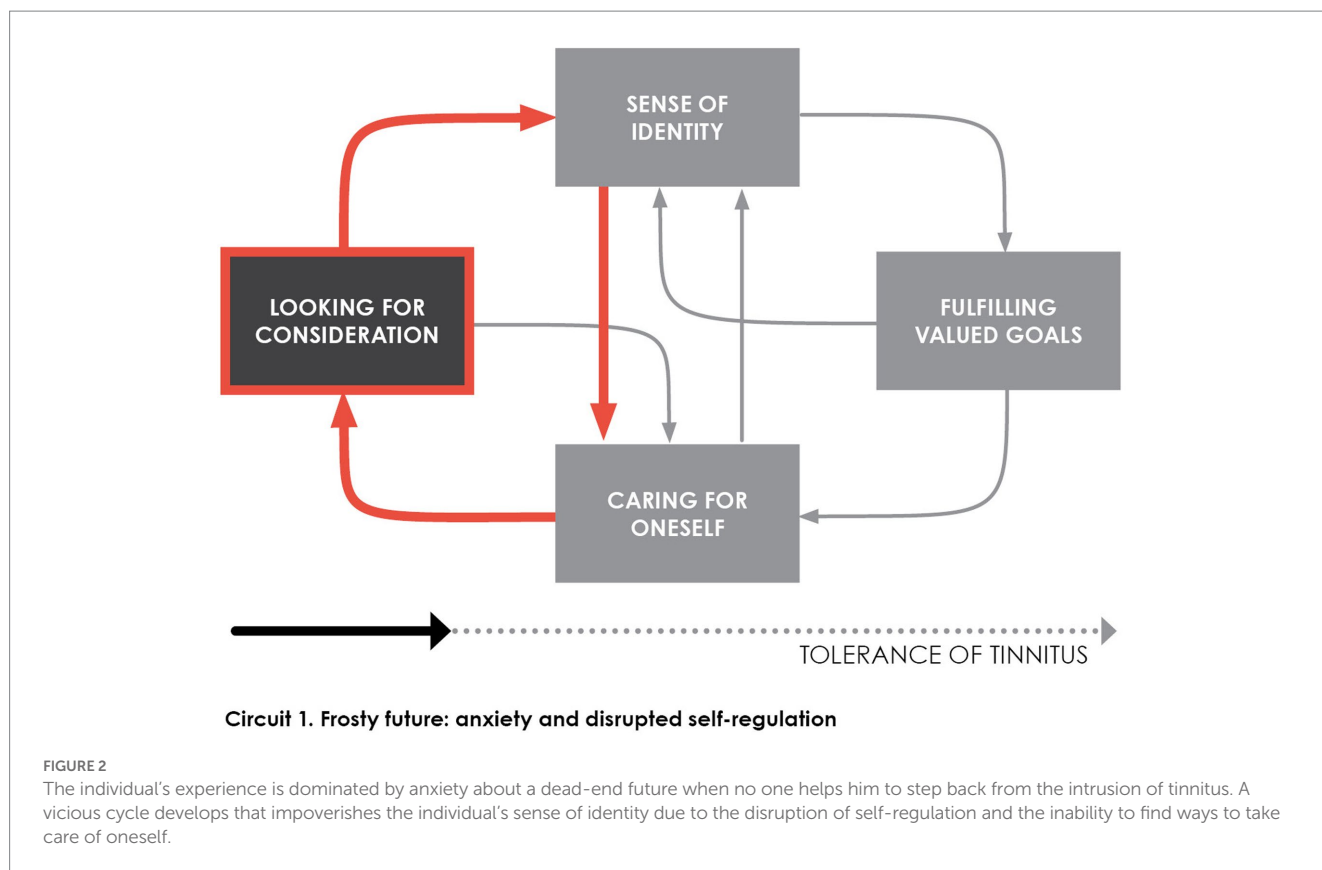 SENSE OF
IDENTITY
LOOKING FOR
CONSIDERATION
FULFILLING
VALUED GOALS
CARING FOR
ONESELF
TOLERANCE OF TINNITUS
Circuit 1. Frosty future: anxiety and disrupted self-regulation
FIGURE 2
The individual’s experience is dominated by anxiety about a dead-end future when no one helps him to step back from the intrusion of tinnitus. A
vicious cycle develops that impoverishes the individual’s sense of identity due to the disruption of self-regulation and the inability to find ways to take
care of oneself.